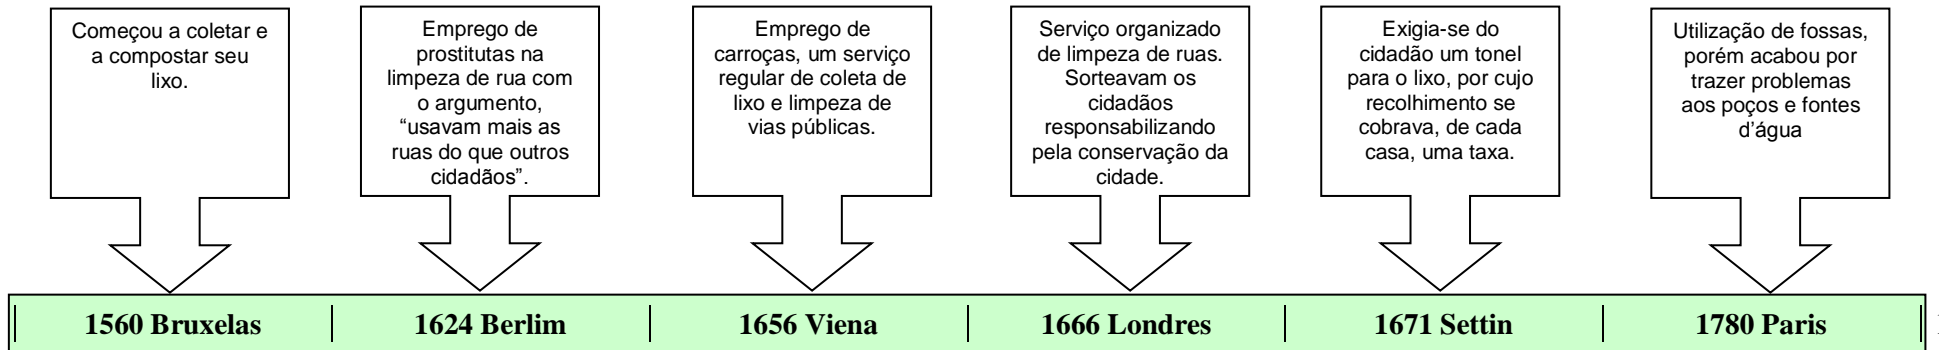 Começou a coletar e
a compostar seu
lixo.
Emprego de
prostitutas na
limpeza de rua com
o argumento,
“usavam mais as
ruas do que outros
cidadãos”.
Emprego de
carroças, um serviço
regular de coleta de
lixo e limpeza de
vias públicas.
Serviço organizado
de limpeza de ruas.
Sorteavam os
cidadãos
responsabilizando
pela conservação da
cidade.
Exigia-se do
cidadão um tonel
para o lixo, por cujo
recolhimento se
cobrava, de cada
casa, uma taxa.
Utilização de fossas,
porém acabou por
trazer problemas
aos poços e fontes
d’água
1560 Bruxelas
1624 Berlim
1656 Viena
1666 Londres
1671 Settin
1780 Paris